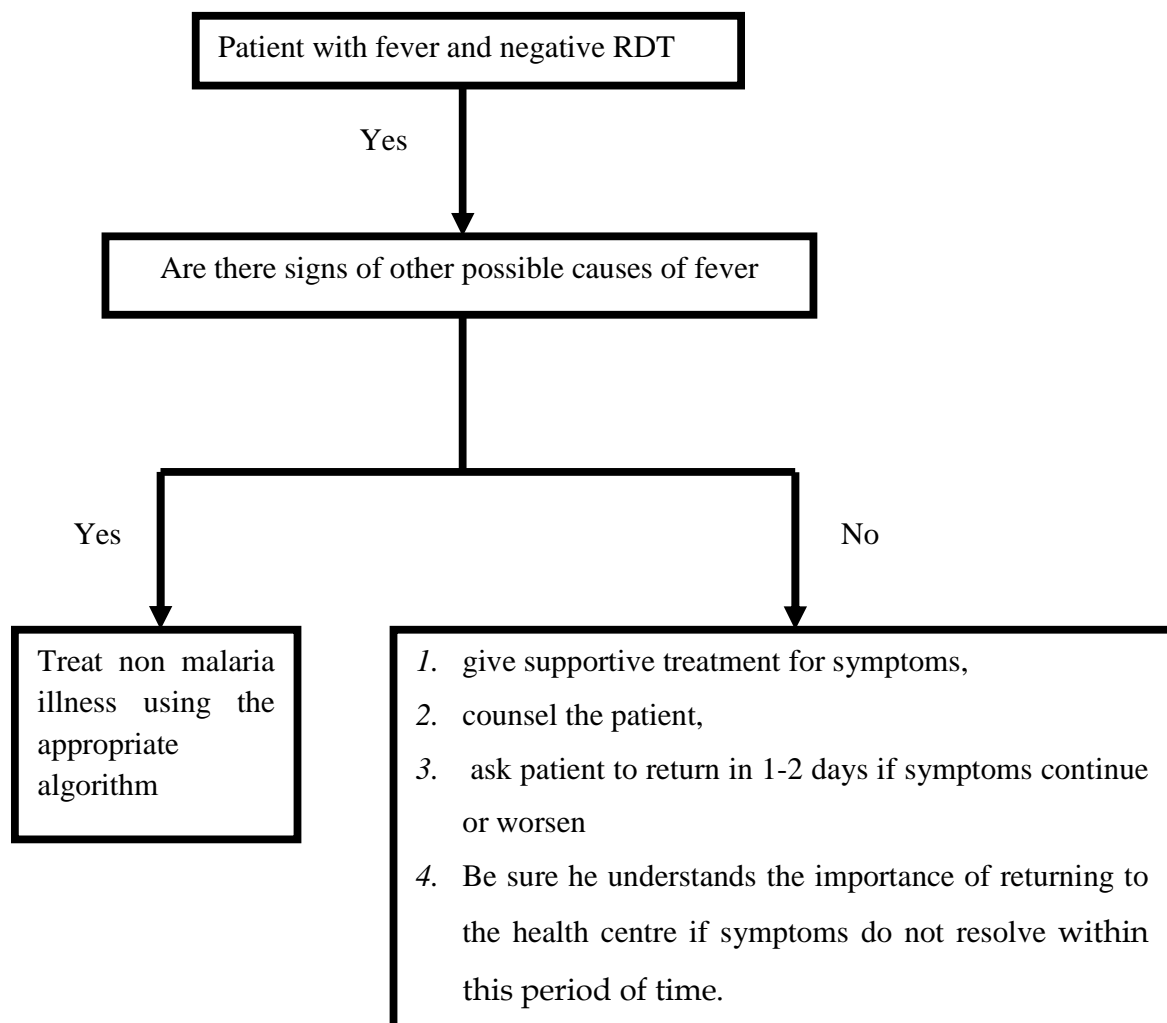 Patient with fever and negative RDT
Yes
Are there signs of other possible causes of fever
Yes
No
Treat non malaria
illness using the
appropriate
algorithm
1. give supportive treatment for symptoms,
2. counsel the patient,
3. ask patient to return in 1-2 days if symptoms continue
or worsen
4. Be sure he understands the importance of returning to
the health centre if symptoms do not resolve within
this period of time.